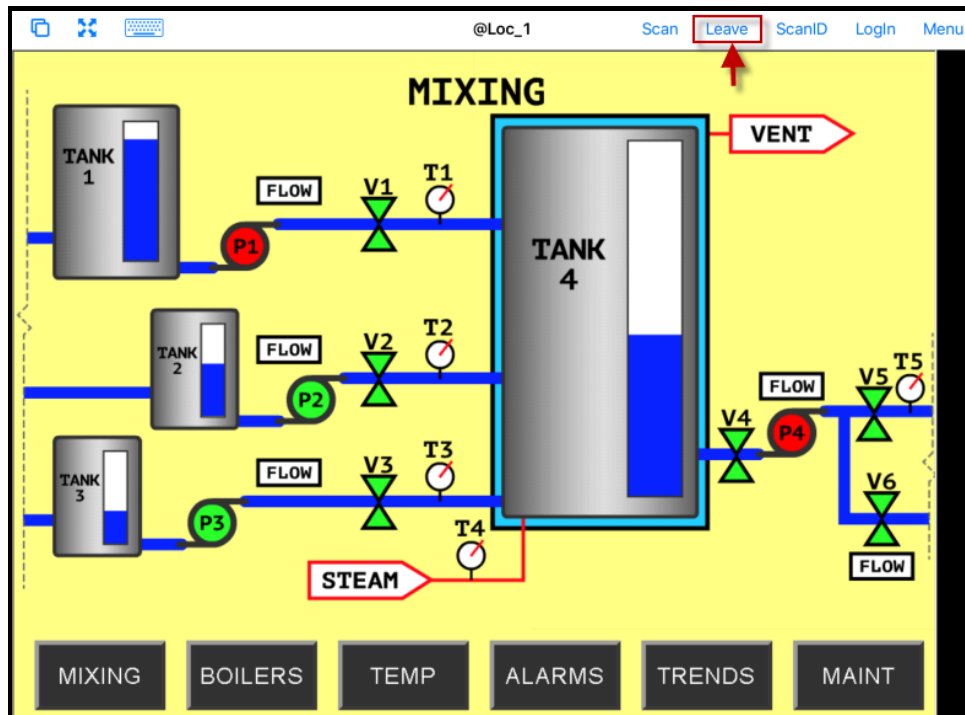 @Loc_1 Scan Leave ScanID LogIn Menu
MIXING
VENT
TANK
1
FLOW
V1
T1
P1
TANK
4
TANK
2
FLOW
V2
T2
P2
TANK
3
FLOW
V3
T3
P3
T4
STEAM
FLOW
V4
P4
V5
T5
V6
FLOW
MIXING BOILERS TEMP ALARMS TRENDS MAINT